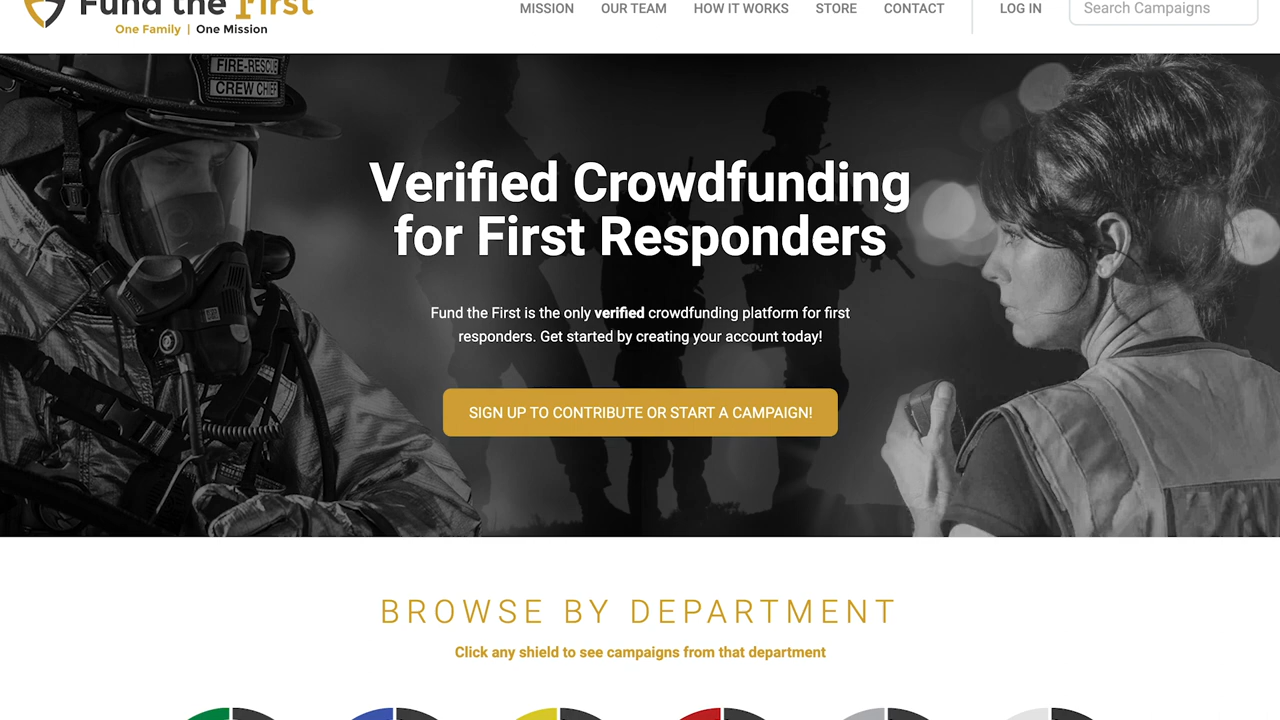 Fund the First
One Family | One Mission
MISSION OUR TEAM HOW IT WORKS STORE CONTACT LOG IN Search Campaigns
FIRE-RESCUE
CREW CHIEF
Verified Crowdfunding
for First Responders
Fund the First is the only verified crowdfunding platform for first
responders. Get started by creating your account today!
SIGN UP TO CONTRIBUTE OR START A CAMPAIGN!
BROWSE BY DEPARTMENT
Click any shield to see campaigns from that department